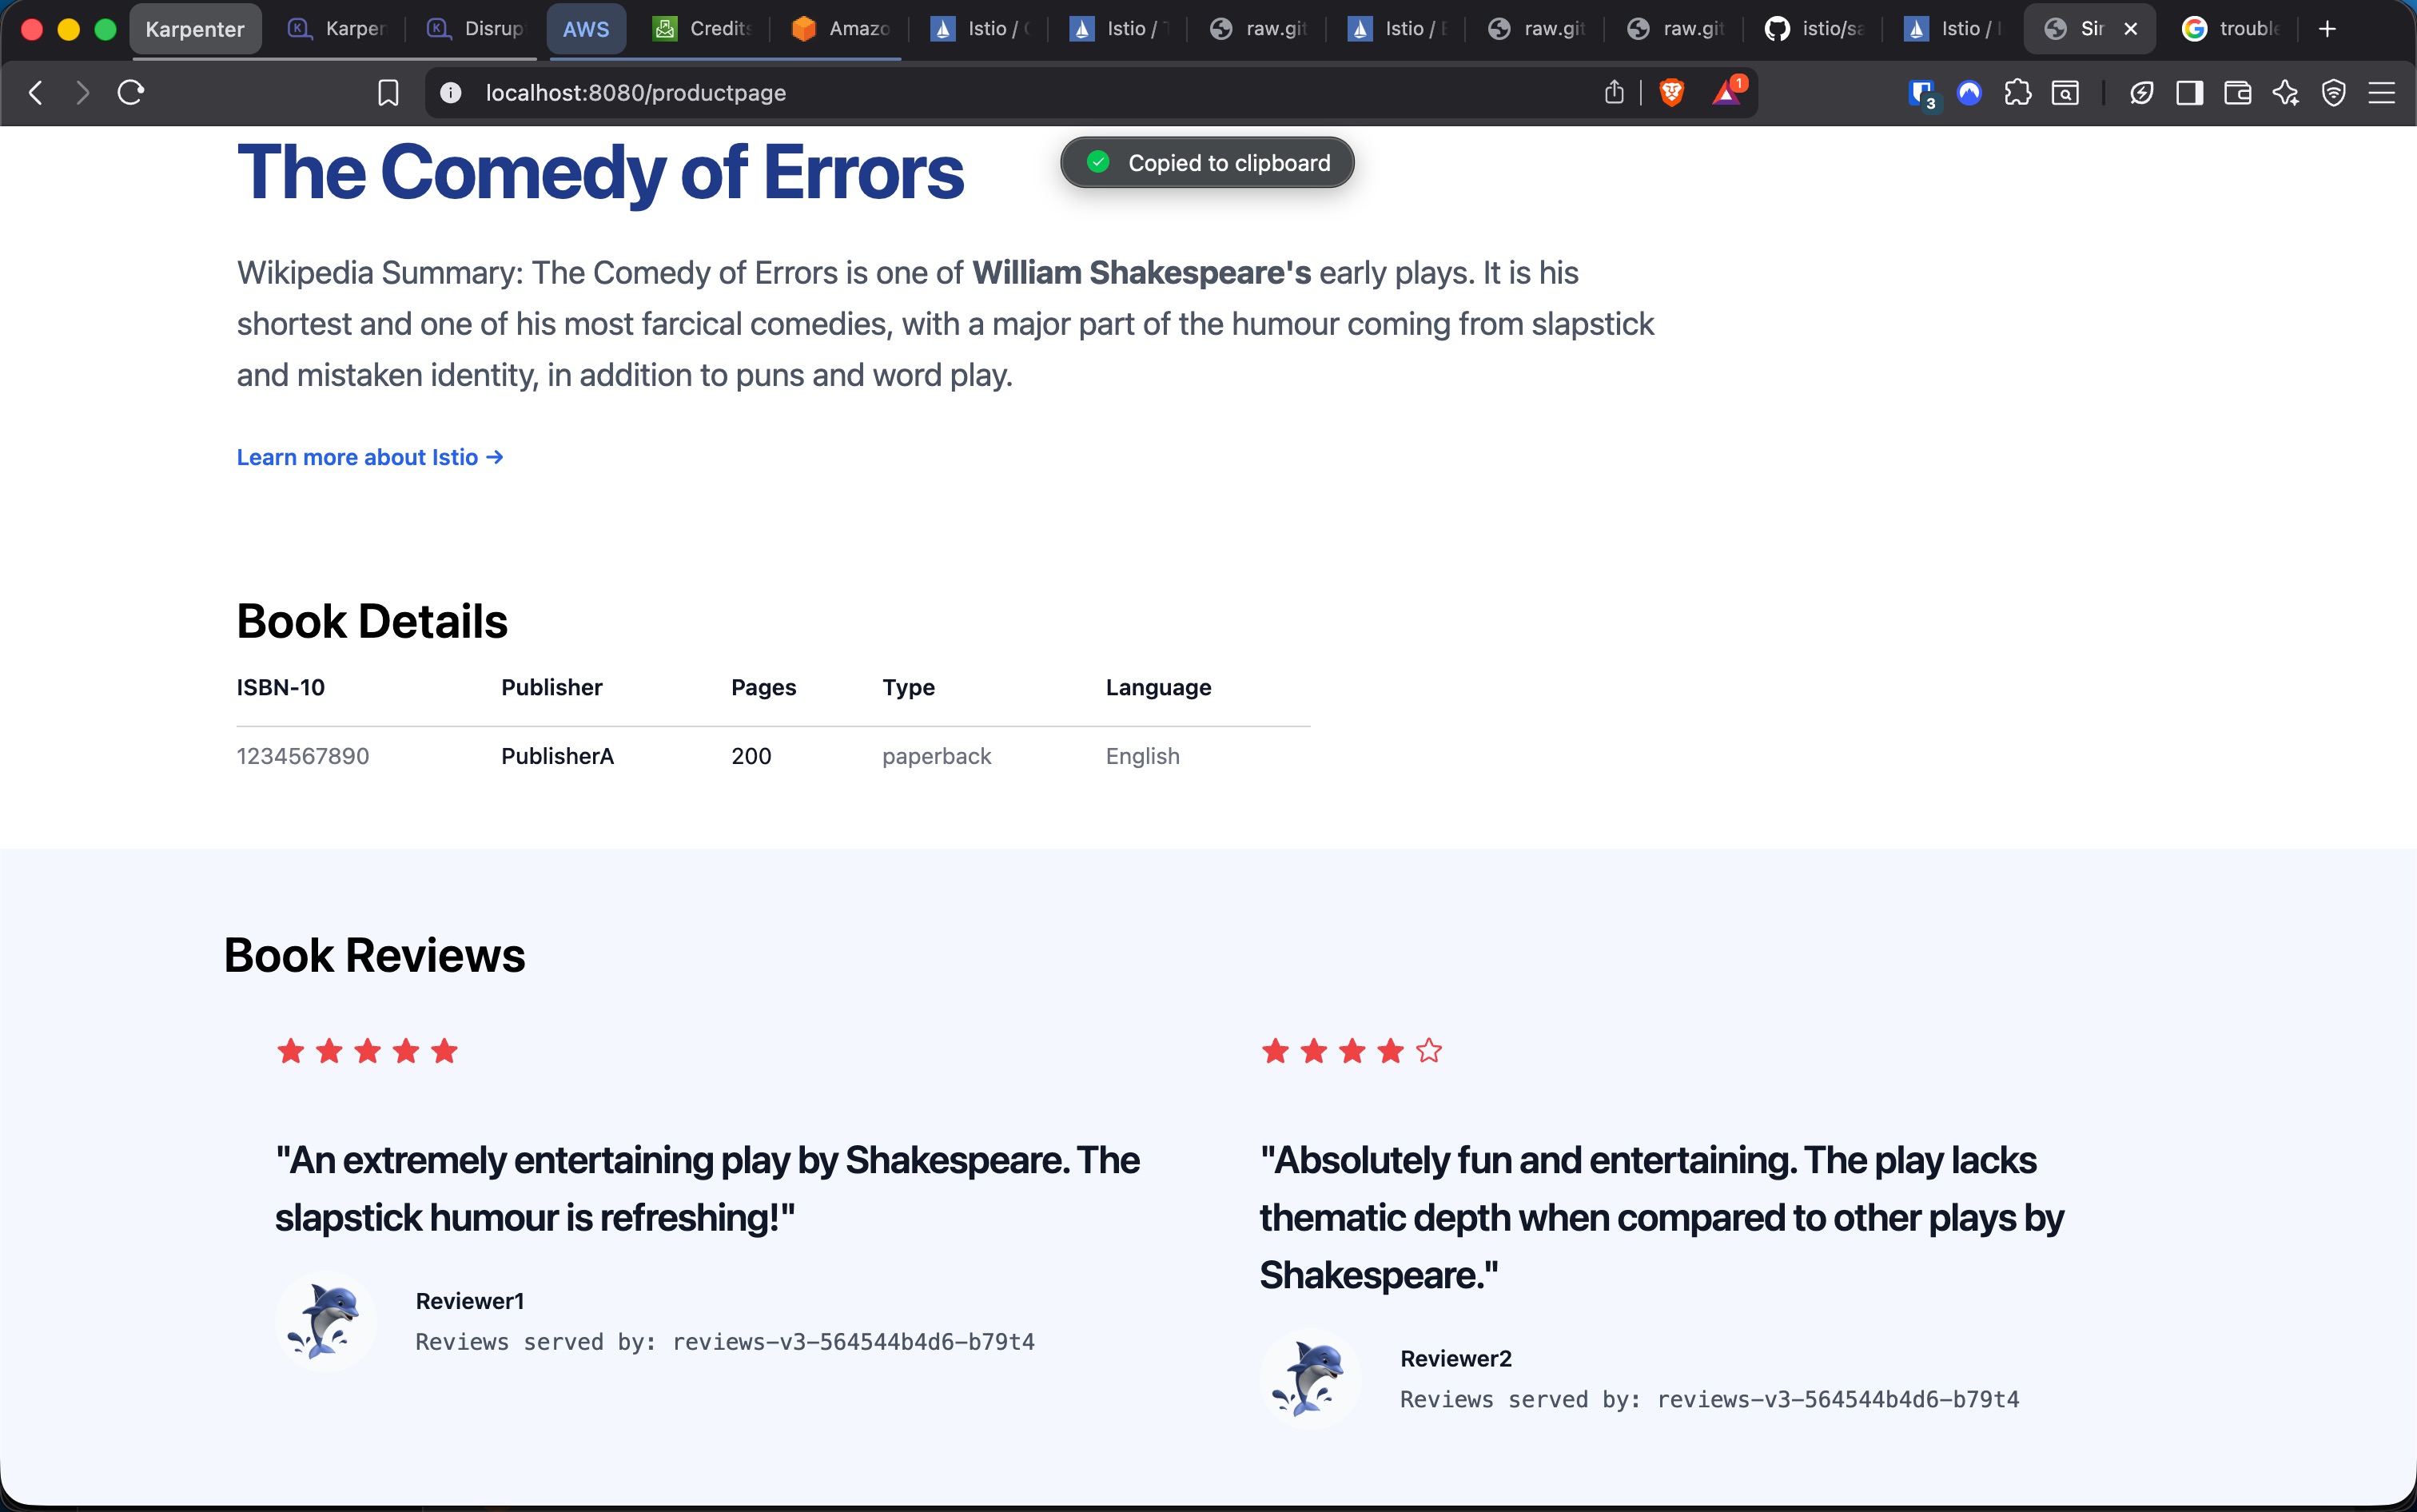 Karpenter
Karpen
Disrup
AWS
Credits
Amazo
Istio / 
Istio / 
raw.git
Istio / 
raw.git
raw.git
istio/sa
Istio / 
Sir
trouble
localhost:8080/productpage
1
3
Copied to clipboard
The Comedy of Errors
Wikipedia Summary: The Comedy of Errors is one of William Shakespeare's early plays. It is his
shortest and one of his most farcical comedies, with a major part of the humour coming from slapstick
and mistaken identity, in addition to puns and word play.
Learn more about Istio →
Book Details
ISBN-10 Publisher Pages Type Language
1234567890 PublisherA 200 paperback English
Book Reviews
"An extremely entertaining play by Shakespeare. The
slapstick humour is refreshing!"
Reviewer1
Reviews served by: reviews-v3-564544b4d6-b79t4
"Absolutely fun and entertaining. The play lacks
thematic depth when compared to other plays by
Shakespeare."
Reviewer2
Reviews served by: reviews-v3-564544b4d6-b79t4